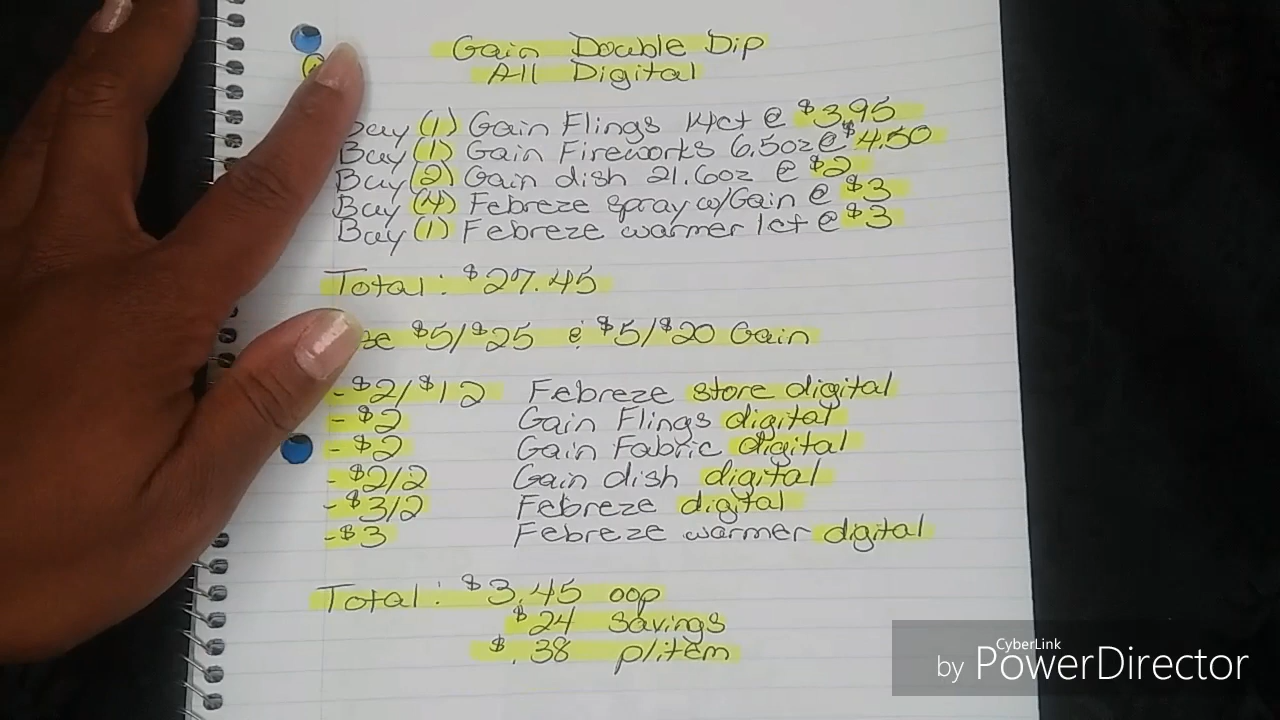 Gain Double Dip
All Digital
Buy (1) Gain Flings 14ct @ $3.95
Buy (1) Gain Fireworks 6.5oz @ $4.50
Buy (2) Gain dish 21.6oz @ $2
Buy (4) Febreze spray w/Gain @ $3
Buy (1) Febreze warmer 1ct @ $3
Total: $27.45
$5/$25 & $5/$20 Gain
-$2/$12 Febreze store digital
-$2 Gain Flings digital
-$2 Gain Fabric digital
-$2/2 Gain dish digital
-$3/2 Febreze digital
-$3 Febreze warmer digital
Total: $3.45 oop
$24 savings
$.38 p/item
CyberLink
by PowerDirector